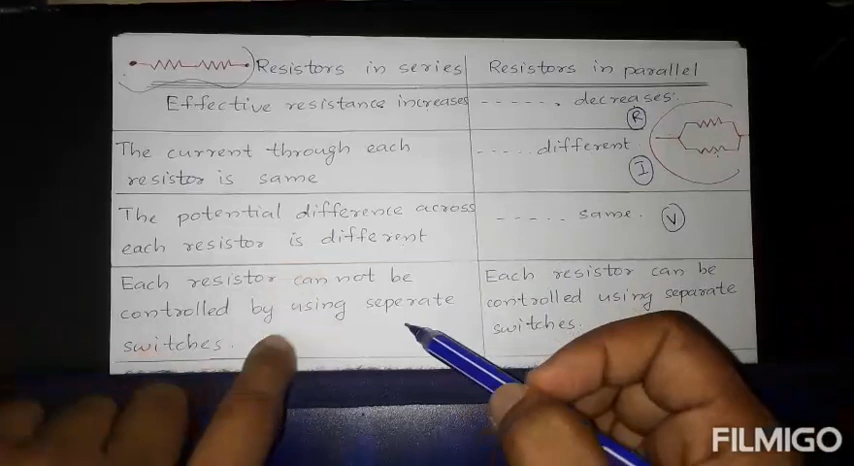 Resistors in series
Resistors in parallel
Effective resistance increases
-----, decreases.
R
The current through each
resistor is same
-----different
I
The potential difference across
each resistor is different
----- same.
V
Each resistor can not be
controlled by using seperate
switches.
Each resistor can be
controlled using separate
switches.
FILMIGO